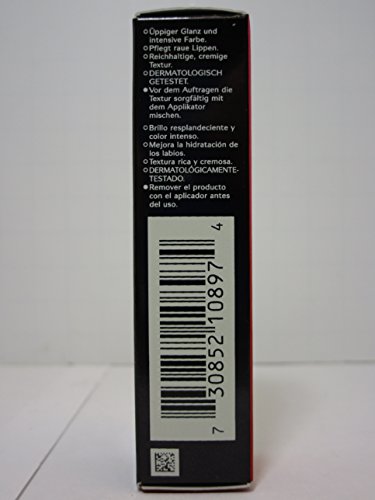 ○Üppiger Glanz und
intensive Farbe.
○Pflegt raue Lippen.
○Reichhaltige, cremige
Textur.
○DERMATOLOGISCH
GETESTET.
●Vor dem Auftragen die
Textur sorgfältig mit
dem Applikator
mischen.
○Brillo resplandeciente y
color intenso.
○Mejora la hidratación de
los labios.
○Textura rica y cremosa.
○DERMATOLÓGICAMENTE-
TESTADO.
●Remover el producto
con el aplicador antes
del uso.
7 30852 10897 4